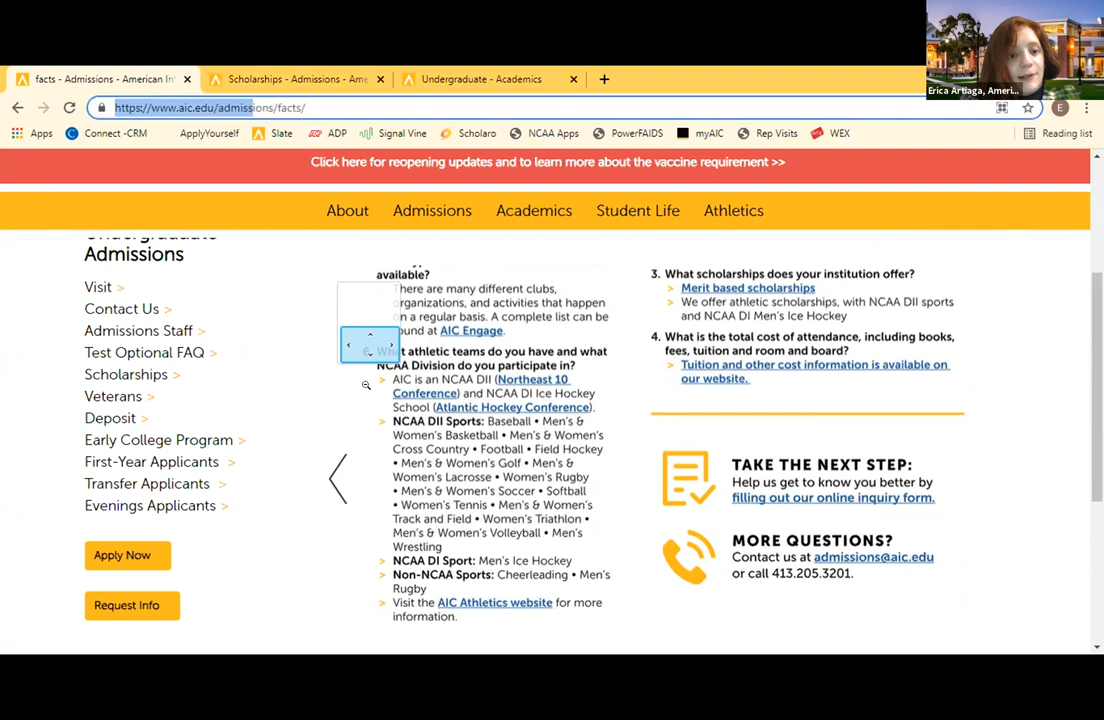 Erica Artiaga, Ameri...
facts - Admissions - American In
Scholarships - Admissions - Ame
Undergraduate - Academics
https://www.aic.edu/admissions/facts/
E
Apps
Connect -CRM
ApplyYourself
Slate
ADP
Signal Vine
Scholaro
NCAA Apps
PowerFAIDS
myAIC
Rep Visits
WEX
Reading list
Click here for reopening updates and to learn more about the vaccine requirement >>
About
Admissions
Academics
Student Life
Athletics
Undergraduate
Admissions
Visit >
Contact Us >
Admissions Staff >
Test Optional FAQ >
Scholarships >
Veterans >
Deposit >
Early College Program >
First-Year Applicants >
Transfer Applicants >
Evenings Applicants >
Apply Now
Request Info
available?
There are many different clubs,
organizations, and activities that happen
on a regular basis. A complete list can be
found at AIC Engage.
What athletic teams do you have and what
NCAA Division do you participate in?
> AIC is an NCAA DII (Northeast 10
Conference) and NCAA DI Ice Hockey
School (Atlantic Hockey Conference).
> NCAA DII Sports: Baseball • Men's &
Women's Basketball • Men's & Women's
Cross Country • Football • Field Hockey
• Men's & Women's Golf • Men's &
Women's Lacrosse • Women's Rugby
• Men's & Women's Soccer • Softball
• Women's Tennis • Men's & Women's
Track and Field • Women's Triathlon •
Men's & Women's Volleyball • Men's
Wrestling
> NCAA DI Sport: Men's Ice Hockey
> Non-NCAA Sports: Cheerleading • Men's
Rugby
> Visit the AIC Athletics website for more
information.
3. What scholarships does your institution offer?
> Merit based scholarships
> We offer athletic scholarships, with NCAA DII sports
and NCAA DI Men's Ice Hockey
4. What is the total cost of attendance, including books,
fees, tuition and room and board?
> Tuition and other cost information is available on
our website.
TAKE THE NEXT STEP:
Help us get to know you better by
filling out our online inquiry form.
MORE QUESTIONS?
Contact us at admissions@aic.edu
or call 413.205.3201.